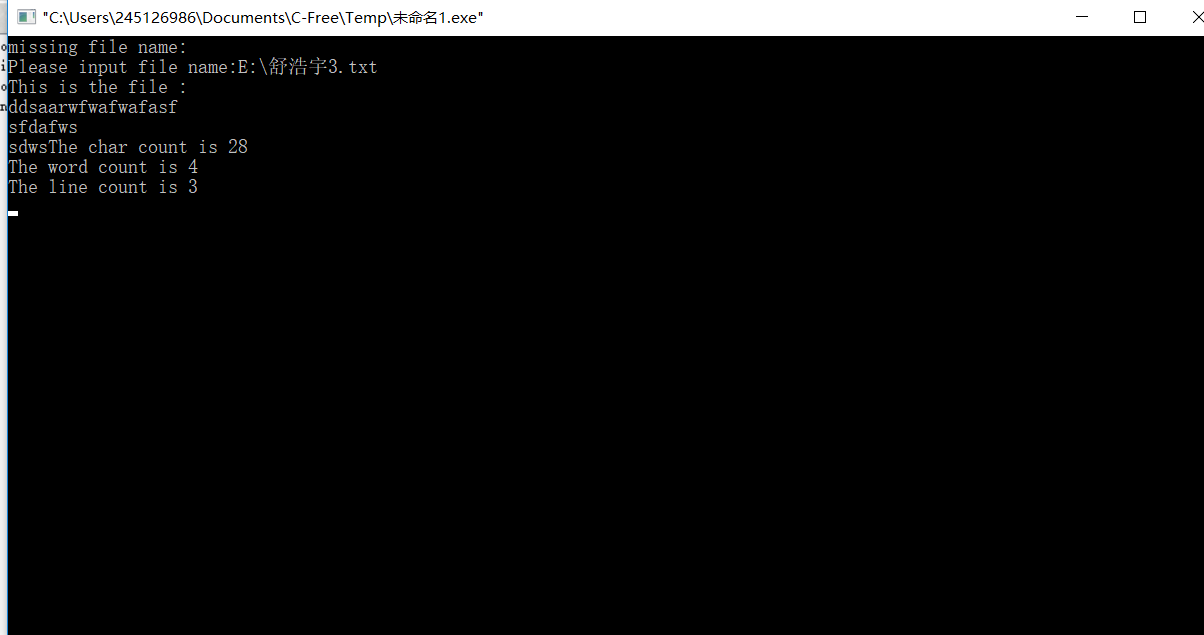 "C:\Users\245126986\Documents\C-Free\Temp\未命名1.exe"
missing file name:
Please input file name:E:\舒浩宇3.txt
This is the file :
ddsaarwfwafwafasf
sfdafws
sdwsThe char count is 28
The word count is 4
The line count is 3